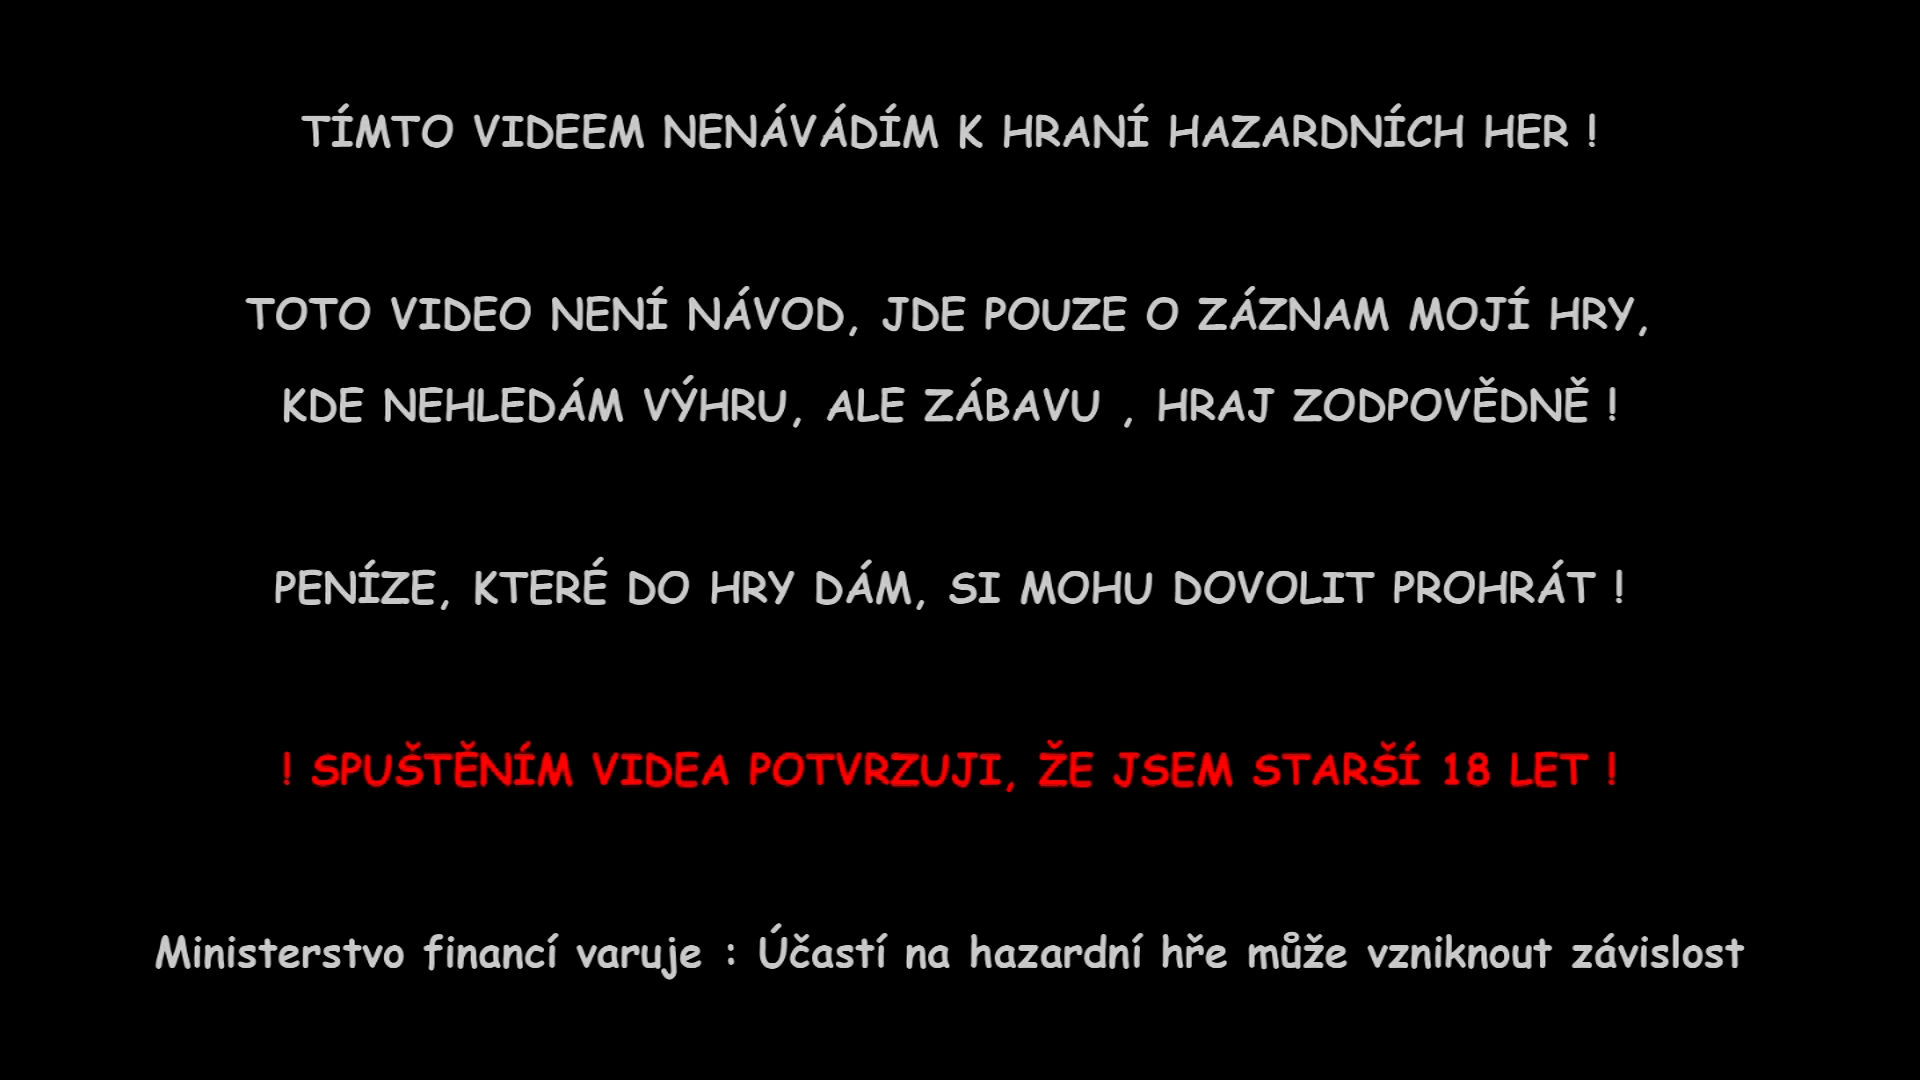 TÍMTO VIDEEM NENÁVÁDÍM K HRANÍ HAZARDNÍCH HER !
TOTO VIDEO NENÍ NÁVOD, JDE POUZE O ZÁZNAM MOJÍ HRY,
KDE NEHLEDÁM VÝHRU, ALE ZÁBAVU , HRAJ ZODPOVĚDNĚ !
PENÍZE, KTERÉ DO HRY DÁM, SI MOHU DOVOLIT PROHRÁT !
! SPUŠTĚNÍM VIDEA POTVRZUJI, ŽE JSEM STARŠÍ 18 LET !
Ministerstvo financí varuje : Účastí na hazardní hře může vzniknout závislost